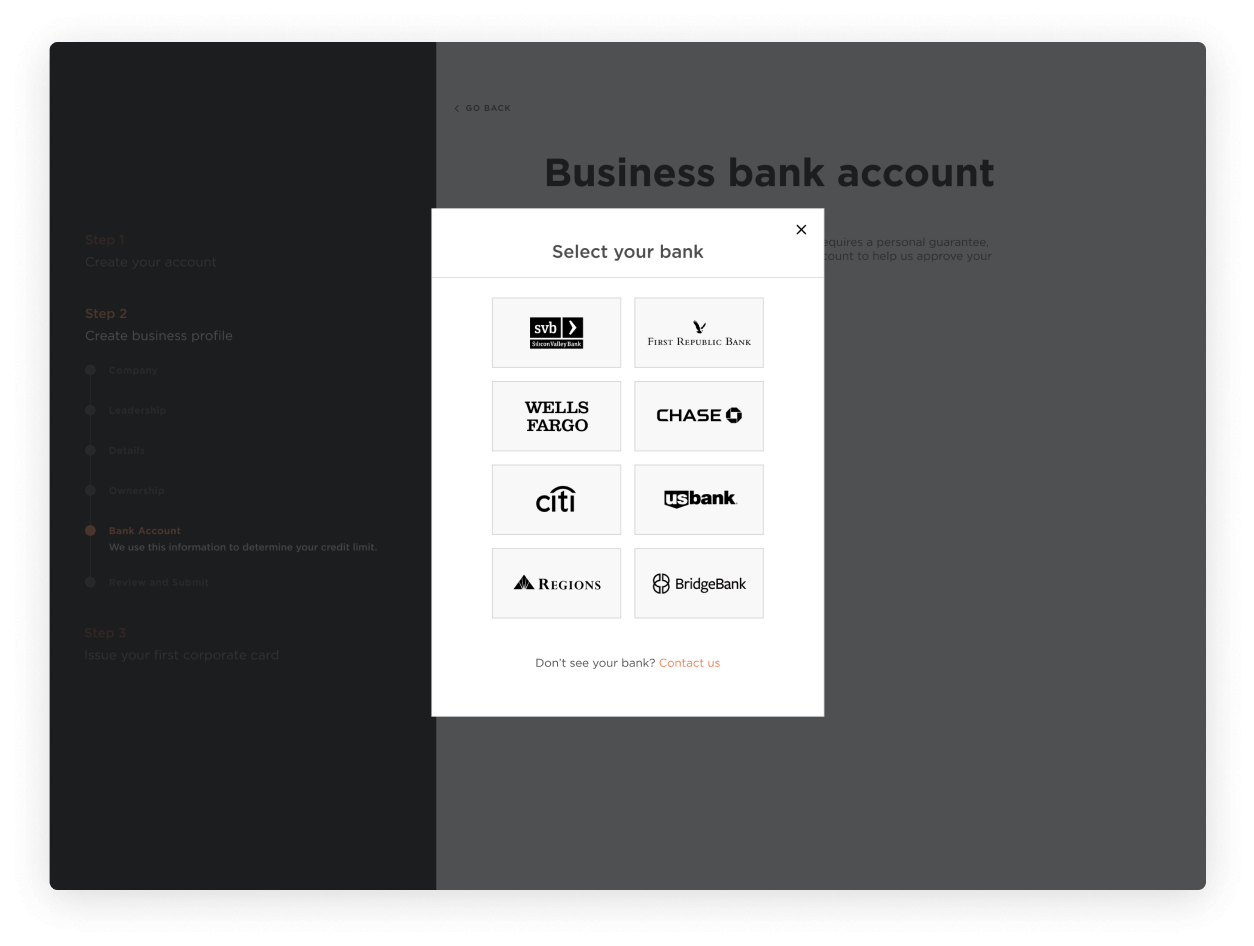 GO BACK
Business bank account
equires a personal guarantee,
count to help us approve your
Step 1
Create your account
Step 2
Create business profile
Company
Leadership
Details
Ownership
Bank Account
We use this information to determine your credit limit.
Review and Submit
Step 3
Issue your first corporate card
Select your bank
svb
Silicon Valley Bank
First Republic Bank
WELLS
FARGO
CHASE
citi
usbank
Regions
BridgeBank
Don't see your bank? Contact us